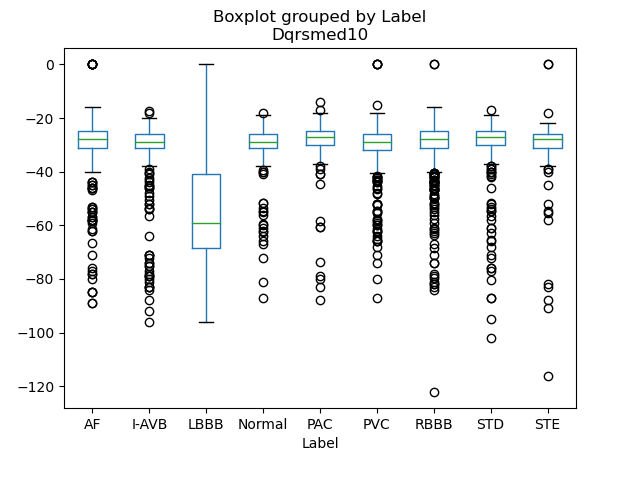 Boxplot grouped by Label
Dqrsmed10
0
−20
−40
−60
−80
−100
−120
AF I-AVB LBBB Normal PAC PVC RBBB STD STE
Label